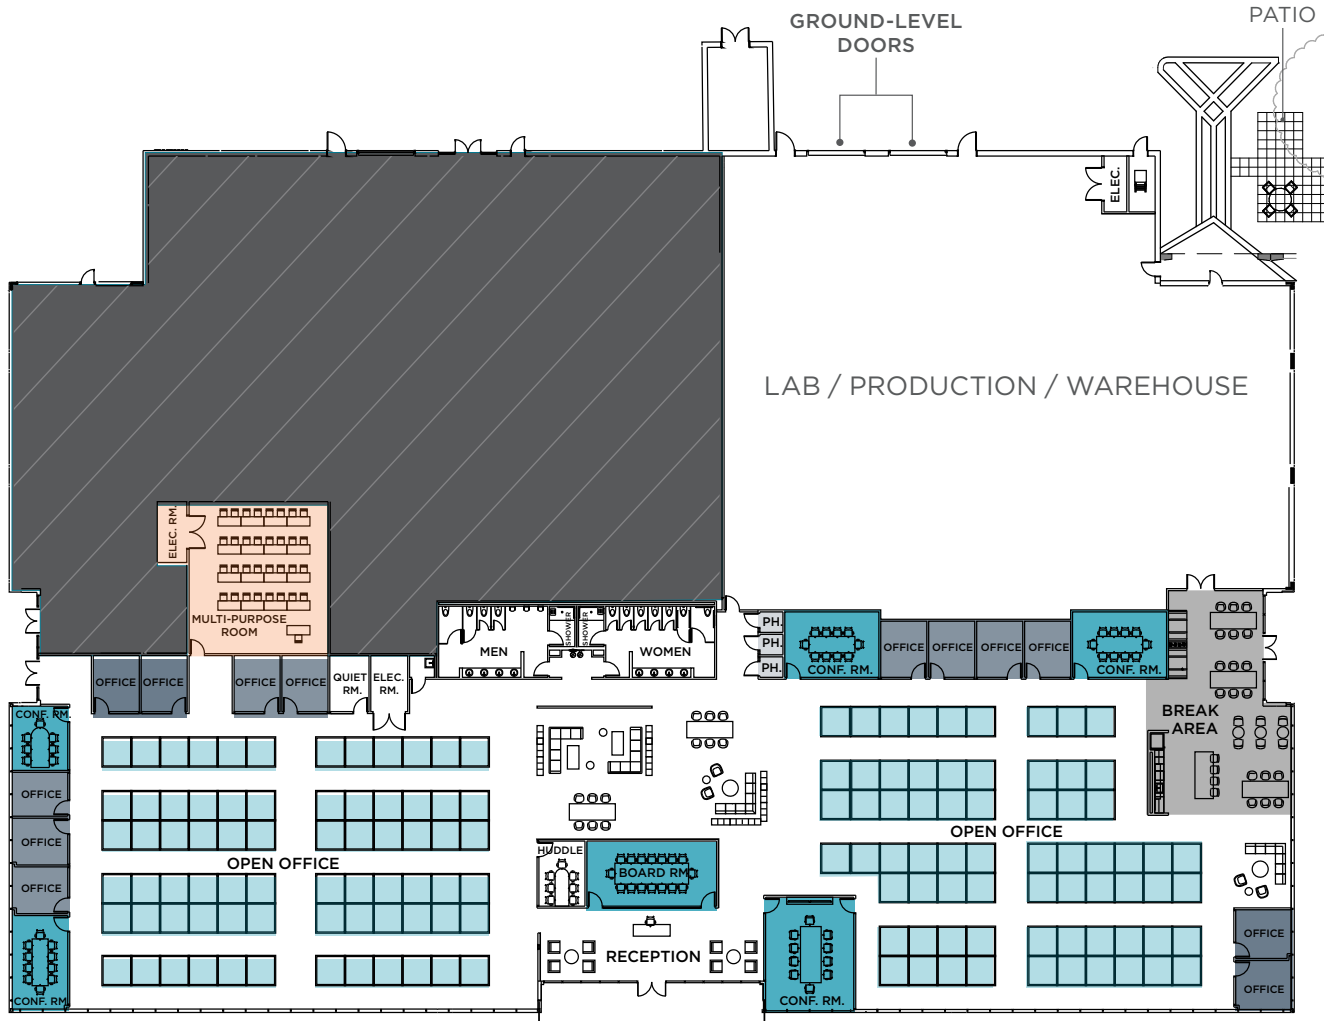 PATIO
GROUND-LEVEL
DOORS
ELEC.
LAB / PRODUCTION / WAREHOUSE
ELEC. RM.
MULTI-PURPOSE
ROOM
MEN
SHOWER
SHOWER
WOMEN
PH.
PH.
PH.
CONF. RM.
OFFICE
OFFICE
OFFICE
OFFICE
CONF. RM.
OFFICE
OFFICE
OFFICE
OFFICE
QUIET
RM.
ELEC.
RM.
BREAK
AREA
CONF. RM.
OFFICE
OFFICE
OFFICE
CONF. RM.
OPEN OFFICE
HUDDLE
BOARD RM.
OPEN OFFICE
RECEPTION
CONF. RM.
OFFICE
OFFICE